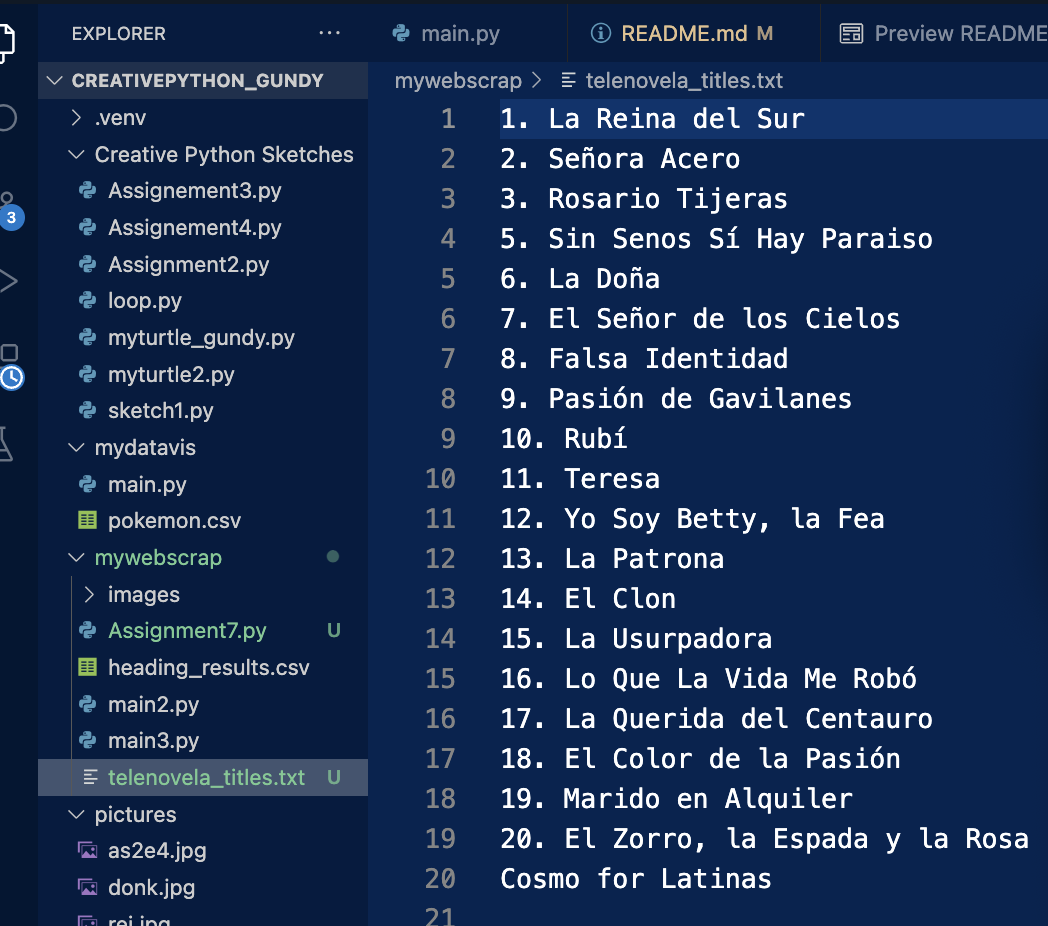 EXPLORER
CREATIVEPYTHON_GUNDY
.venv
Creative Python Sketches
Assignement3.py
Assignement4.py
Assignment2.py
loop.py
myturtle_gundy.py
myturtle2.py
sketch1.py
mydatavis
main.py
pokemon.csv
mywebscrap
images
Assignment7.py U
heading_results.csv
main2.py
main3.py
telenovela_titles.txt U
pictures
as2e4.jpg
donk.jpg
3
main.py
README.md M
Preview README
mywebscrap > telenovela_titles.txt
1 1. La Reina del Sur
2 2. Señora Acero
3 3. Rosario Tijeras
4 5. Sin Senos Sí Hay Paraiso
5 6. La Doña
6 7. El Señor de los Cielos
7 8. Falsa Identidad
8 9. Pasión de Gavilanes
9 10. Rubí
10 11. Teresa
11 12. Yo Soy Betty, la Fea
12 13. La Patrona
13 14. El Clon
14 15. La Usurpadora
15 16. Lo Que La Vida Me Robó
16 17. La Querida del Centauro
17 18. El Color de la Pasión
18 19. Marido en Alquiler
19 20. El Zorro, la Espada y la Rosa
20 Cosmo for Latinas
21